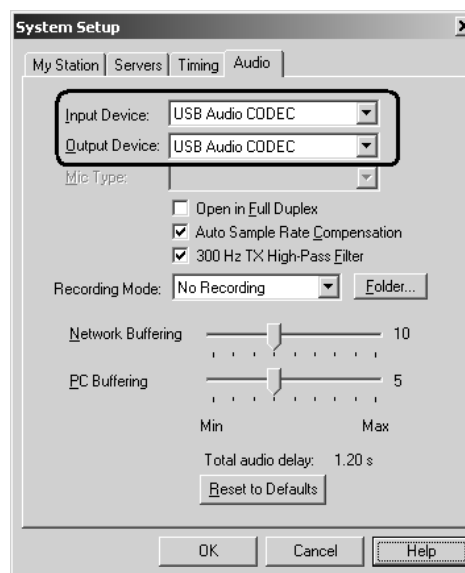 System Setup
My Station Servers Timing Audio
Input Device: USB Audio CODEC
Output Device: USB Audio CODEC
Mic Type:
Open in Full Duplex
Auto Sample Rate Compensation
300 Hz TX High-Pass Filter
Recording Mode: No Recording Folder...
Network Buffering 10
PC Buffering 5
Min Max
Total audio delay: 1.20 s
Reset to Defaults
OK Cancel Help